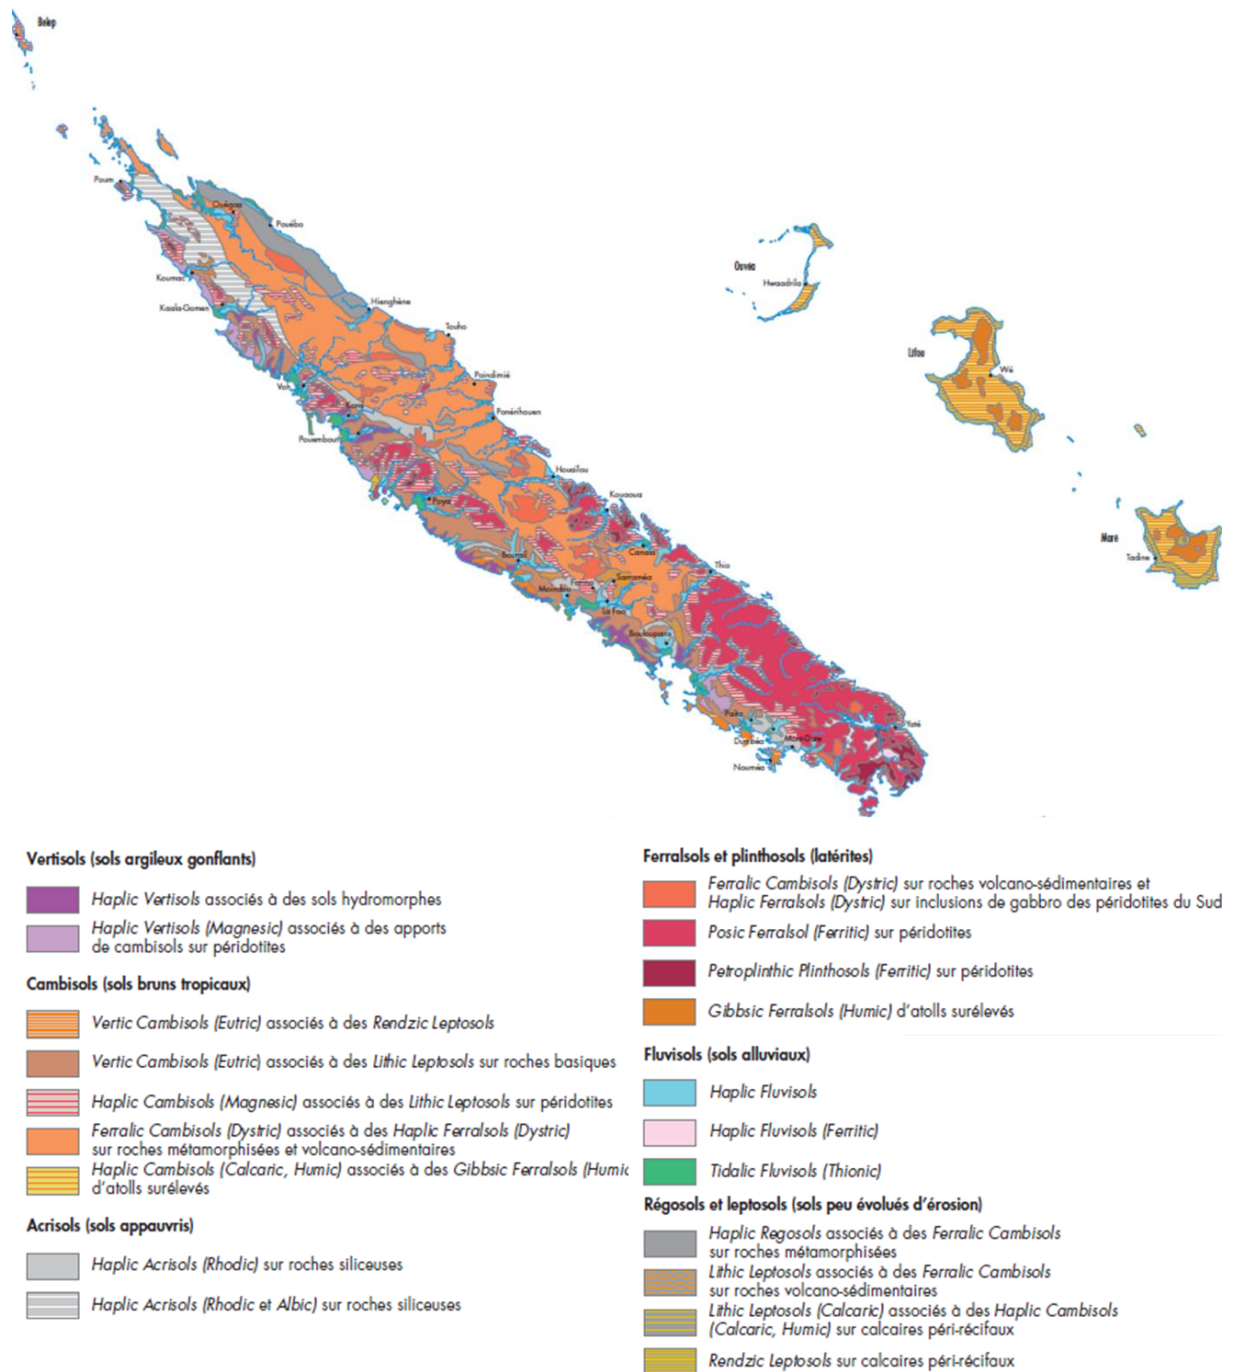 Belep
Poum
Ouégoa
Pouébo
Ouvéa
Hwaadrila
Koumac
Kaala-Gomen
Hienghène
Touho
Lifou
Wé
Voh
Poindimié
Koné
Ponérihouen
Pouembout
Houaïlou
Poya
Kouaoua
Maré
Tadine
Canala
Bourail
Thio
Farino
Sarraméa
Moindou
La Foa
Bouloupari
Païta
Yaté
Dumbéa
Mont-Dore
Nouméa
Vertisols (sols argileux gonflants)
Haplic Vertisols associés à des sols hydromorphes
Haplic Vertisols (Magnesic) associés à des apports
de cambisols sur péridotites
Cambisols (sols bruns tropicaux)
Vertic Cambisols (Eutric) associés à des Rendzic Leptosols
Vertic Cambisols (Eutric) associés à des Lithic Leptosols sur roches basiques
Haplic Cambisols (Magnesic) associés à des Lithic Leptosols sur péridotites
Ferralic Cambisols (Dystric) associés à des Haplic Ferralsols (Dystric)
sur roches métamorphisées et volcano-sédimentaires
Haplic Cambisols (Calcaric, Humic) associés à des Gibbsic Ferralsols (Humic
d'atolls surélevés
Acrisols (sols appauvris)
Haplic Acrisols (Rhodic) sur roches siliceuses
Haplic Acrisols (Rhodic et Albic) sur roches siliceuses
Ferralsols et plinthosols (latérites)
Ferralic Cambisols (Dystric) sur roches volcano-sédimentaires et
Haplic Ferralsols (Dystric) sur inclusions de gabbro des péridotites du Sud
Posic Ferralsol (Ferritic) sur péridotites
Petroplinthic Plinthosols (Ferritic) sur péridotites
Gibbsic Ferralsols (Humic) d'atolls surélevés
Fluvisols (sols alluviaux)
Haplic Fluvisols
Haplic Fluvisols (Ferritic)
Tidalic Fluvisols (Thionic)
Régosols et leptosols (sols peu évolués d'érosion)
Haplic Regosols associés à des Ferralic Cambisols
sur roches métamorphisées
Lithic Leptosols associés à des Ferralic Cambisols
sur roches volcano-sédimentaires
Lithic Leptosols (Calcaric) associés à des Haplic Cambisols
(Calcaric, Humic) sur calcaires péri-récifaux
Rendzic Leptosols sur calcaires péri-récifaux